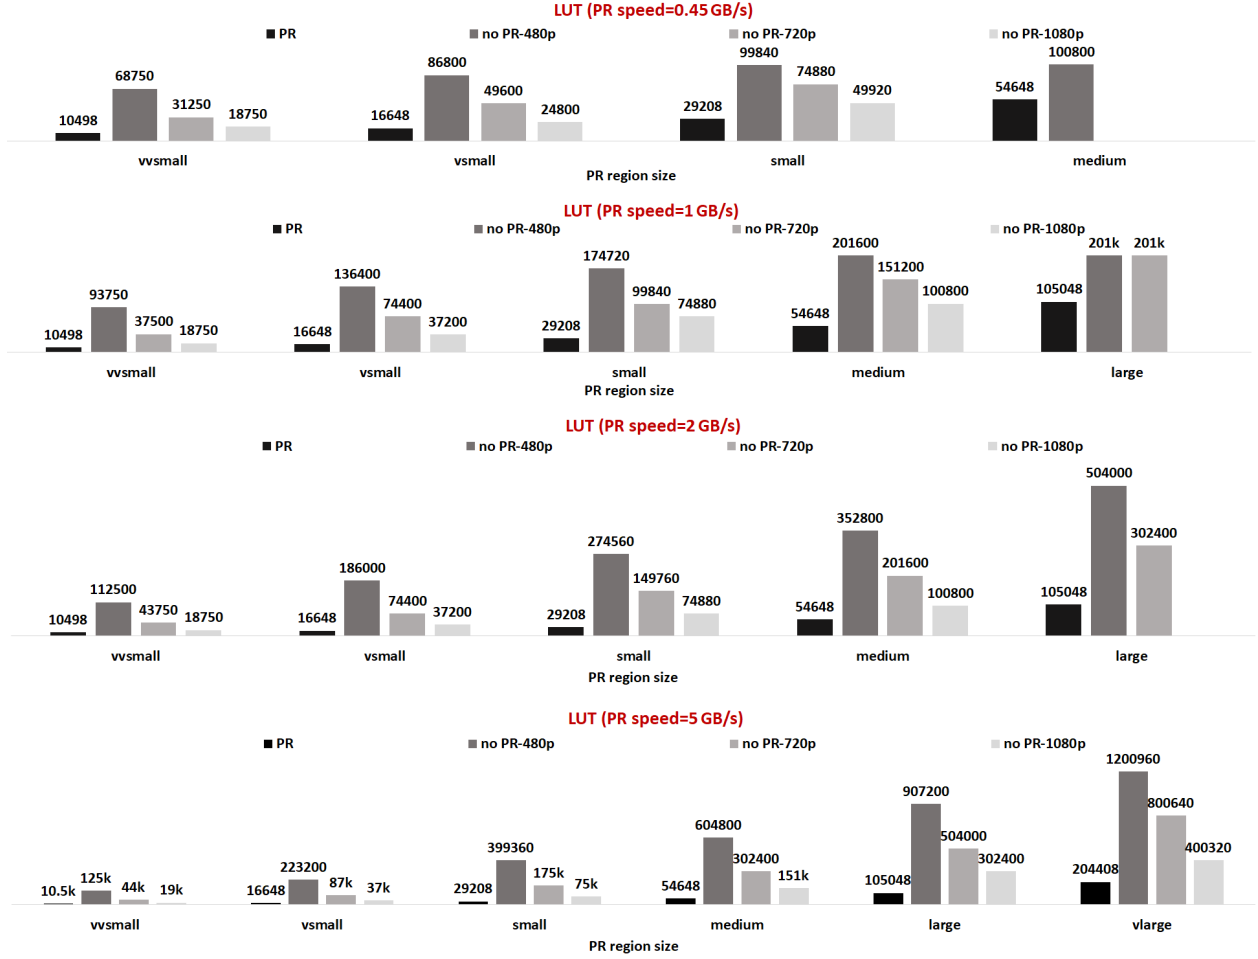 LUT (PR speed=0.45 GB/s)
PR no PR-480p no PR-720p no PR-1080p
10498 68750 31250 18750 16648 86800 49600 24800 29208 99840 74880 49920 54648 100800
vvsmall vsmall small medium
PR region size
LUT (PR speed=1 GB/s)
PR no PR-480p no PR-720p no PR-1080p
10498 93750 37500 18750 16648 136400 74400 37200 29208 174720 99840 74880 54648 201600 151200 100800 105048 201k 201k
vvsmall vsmall small medium large
PR region size
LUT (PR speed=2 GB/s)
PR no PR-480p no PR-720p no PR-1080p
10498 112500 43750 18750 16648 186000 74400 37200 29208 274560 149760 74880 54648 352800 201600 100800 105048 504000 302400
vvsmall vsmall small medium large
PR region size
LUT (PR speed=5 GB/s)
PR no PR-480p no PR-720p no PR-1080p
10.5k 125k 44k 19k 16648 223200 87k 37k 29208 399360 175k 75k 54648 604800 302400 151k 105048 907200 504000 302400 204408 1200960 800640 400320
vvsmall vsmall small medium large vlarge
PR region size